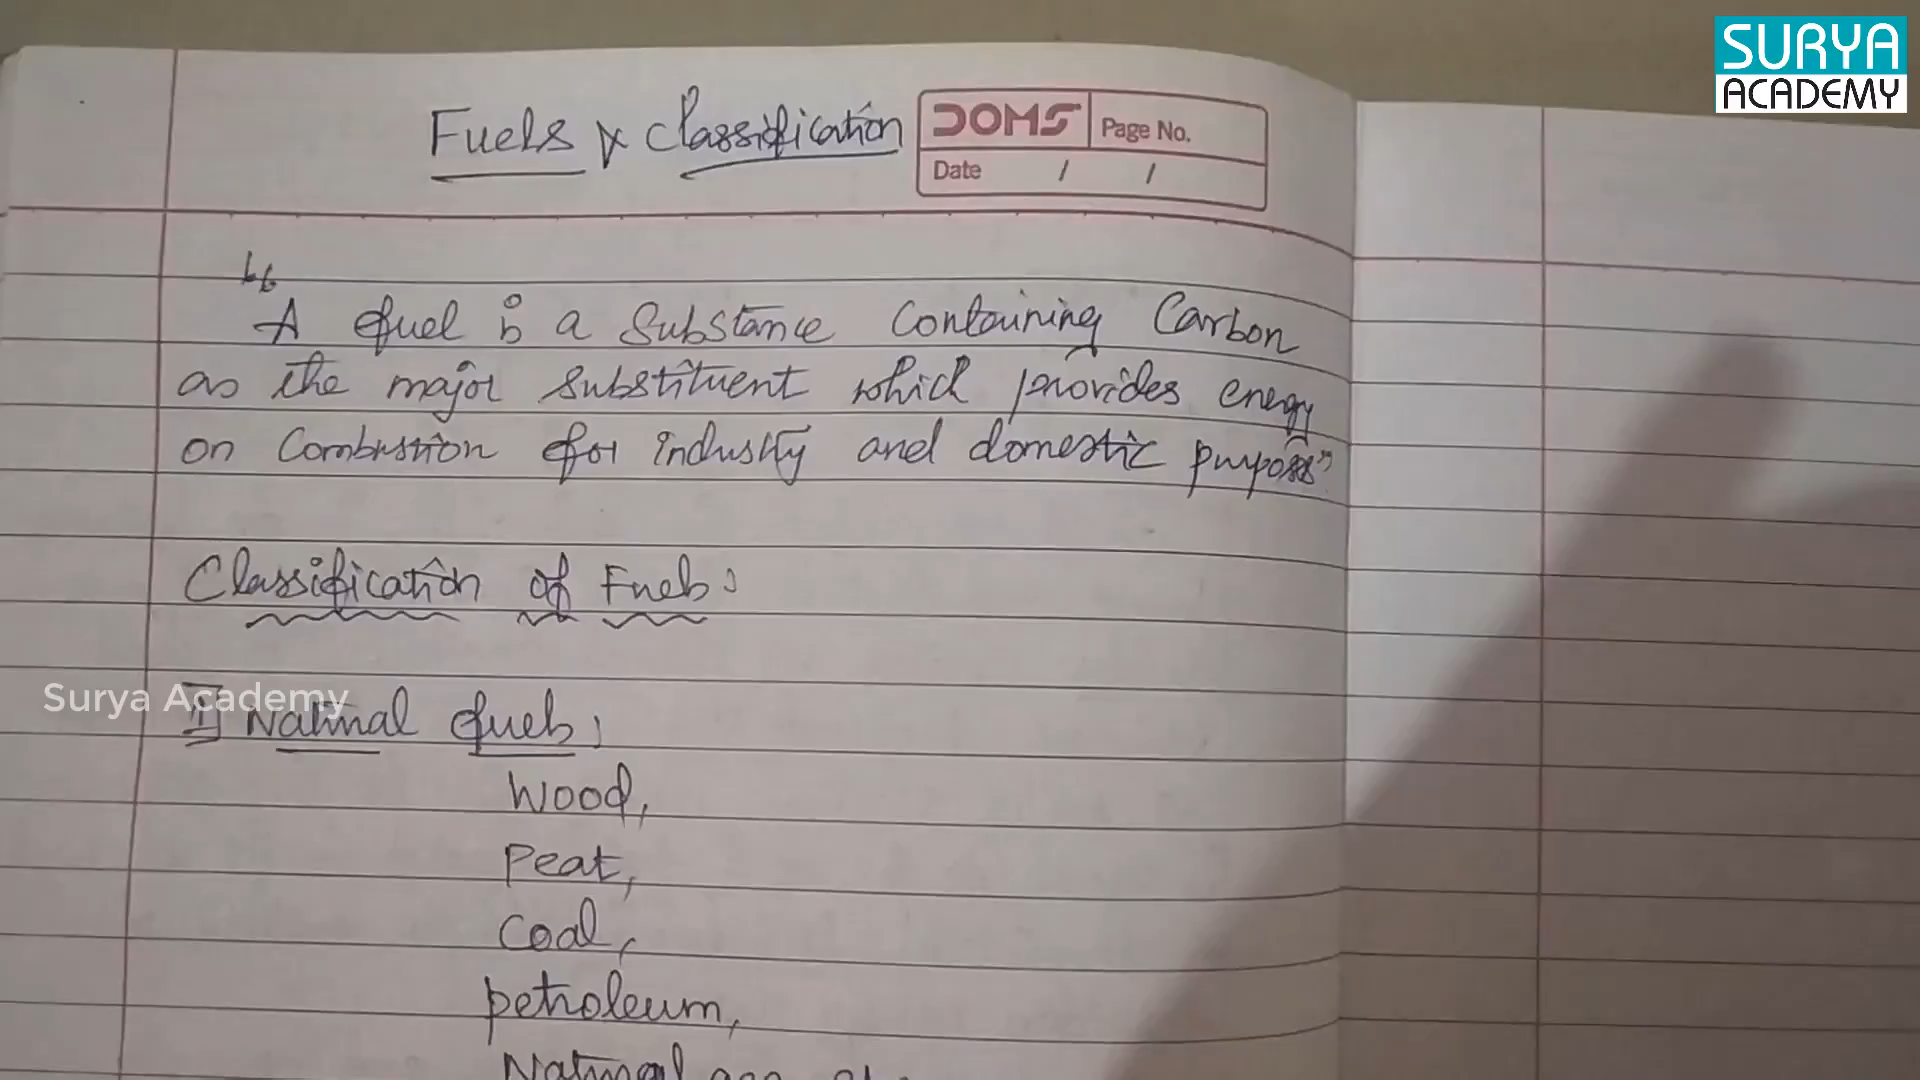 SURYA
ACADEMY
Fuels & Classification
DOMS
Page No.
Date / /
"A fuel is a substance containing Carbon
as the major substituent which provides energy
on Combustion for industry and domestic purposes"
Classification of Fuels:
Surya Academy
I] Natural fuels:
Wood,
Peat,
Coal,
petroleum,
Natural gas